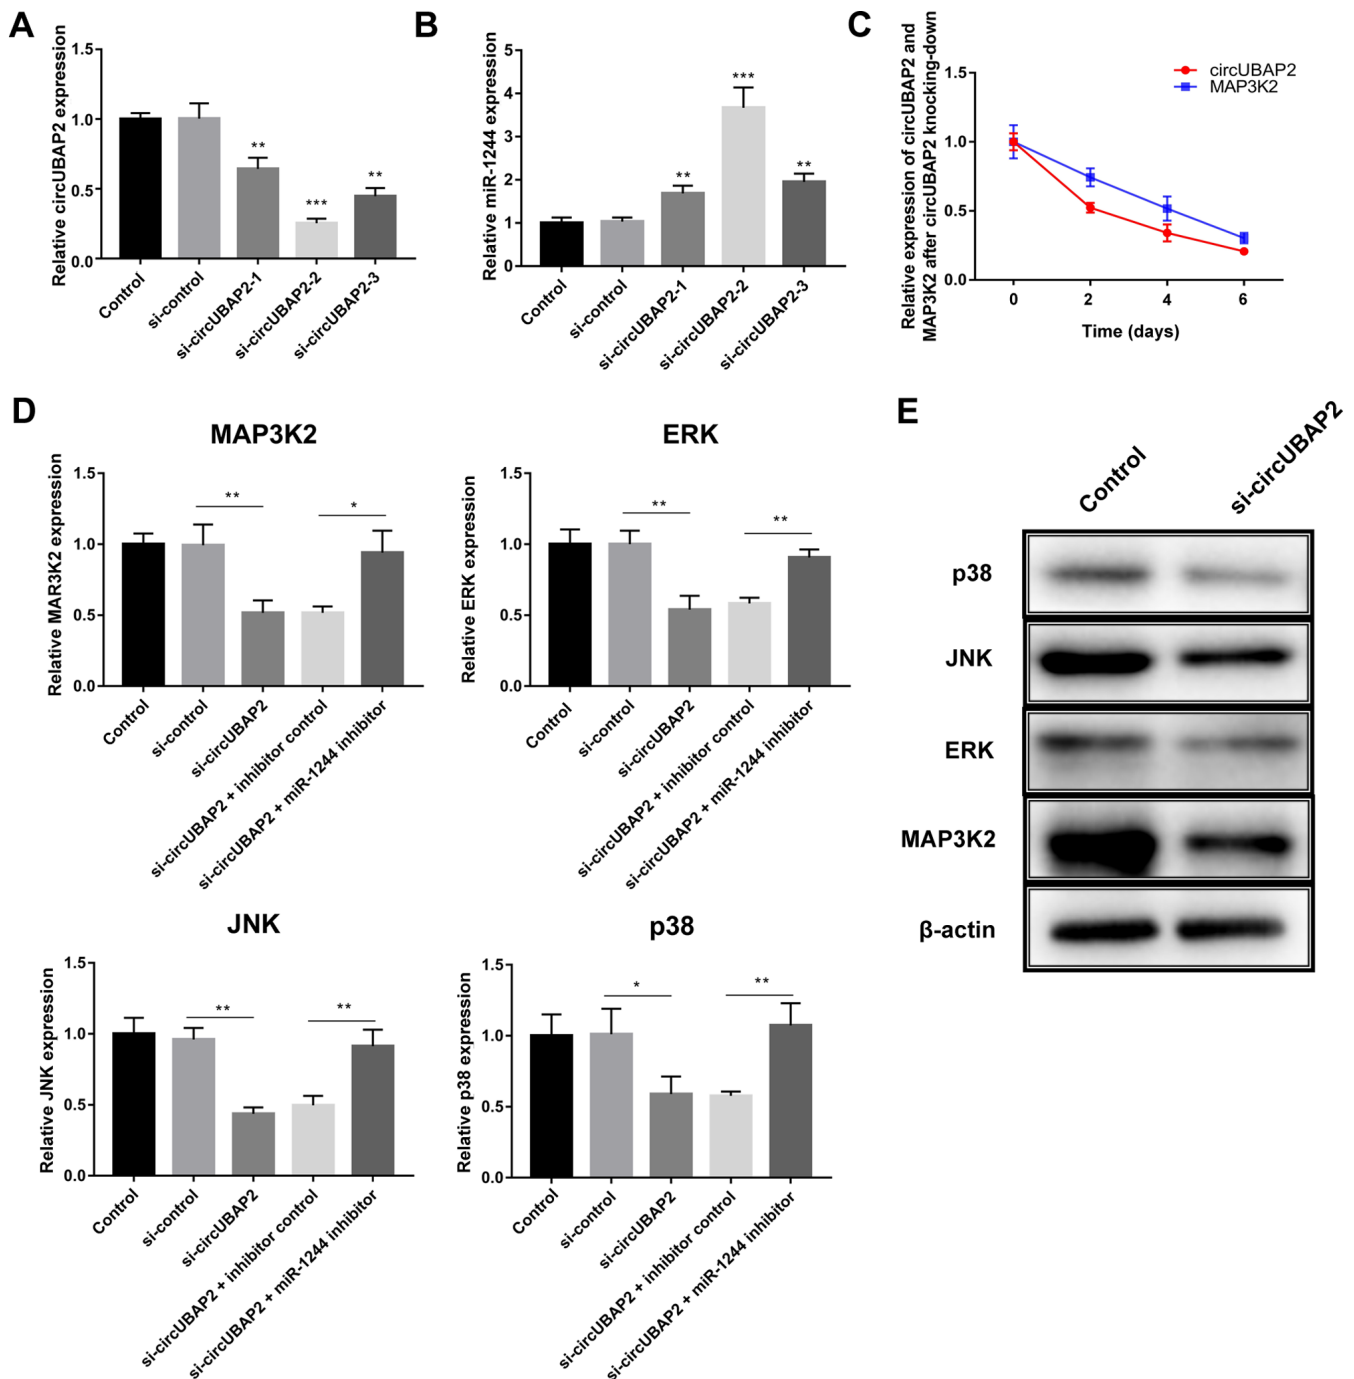 A
Relative circUBAP2 expression
1.5
1.0
0.5
0.0
**
***
**
Control
si-control
si-circUBAP2-1
si-circUBAP2-2
si-circUBAP2-3
B
Relative miR-1244 expression
5
4
3
2
1
0
**
***
**
Control
si-control
si-circUBAP2-1
si-circUBAP2-2
si-circUBAP2-3
C
Relative expression of circUBAP2 and
MAP3K2 after circUBAP2 knocking-down
1.5
1.0
0.5
0.0
circUBAP2
MAP3K2
0 2 4 6
Time (days)
D
MAP3K2
Relative MAR3K2 expression
1.5
1.0
0.5
0.0
**
*
Control
si-control
si-circUBAP2
si-circUBAP2 + inhibitor control
si-circUBAP2 + miR-1244 inhibitor
ERK
Relative ERK expression
1.5
1.0
0.5
0.0
**
**
Control
si-control
si-circUBAP2
si-circUBAP2 + inhibitor control
si-circUBAP2 + miR-1244 inhibitor
JNK
Relative JNK expression
1.5
1.0
0.5
0.0
**
**
Control
si-control
si-circUBAP2
si-circUBAP2 + inhibitor control
si-circUBAP2 + miR-1244 inhibitor
p38
Relative p38 expression
1.5
1.0
0.5
0.0
*
**
Control
si-control
si-circUBAP2
si-circUBAP2 + inhibitor control
si-circUBAP2 + miR-1244 inhibitor
E
Control
si-circUBAP2
p38
JNK
ERK
MAP3K2
β-actin